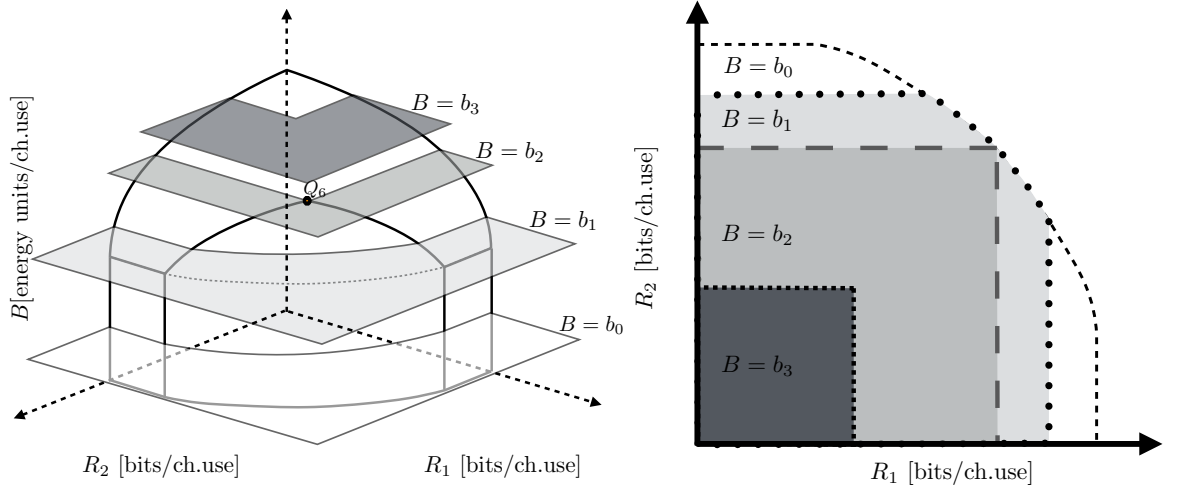 B = b₃
B = b₂
Q₆
B = b₁
B = b₀
B[energy units/ch.use]
R₂ [bits/ch.use]
R₁ [bits/ch.use]
B = b₀
B = b₁
B = b₂
B = b₃
R₂ [bits/ch.use]
R₁ [bits/ch.use]